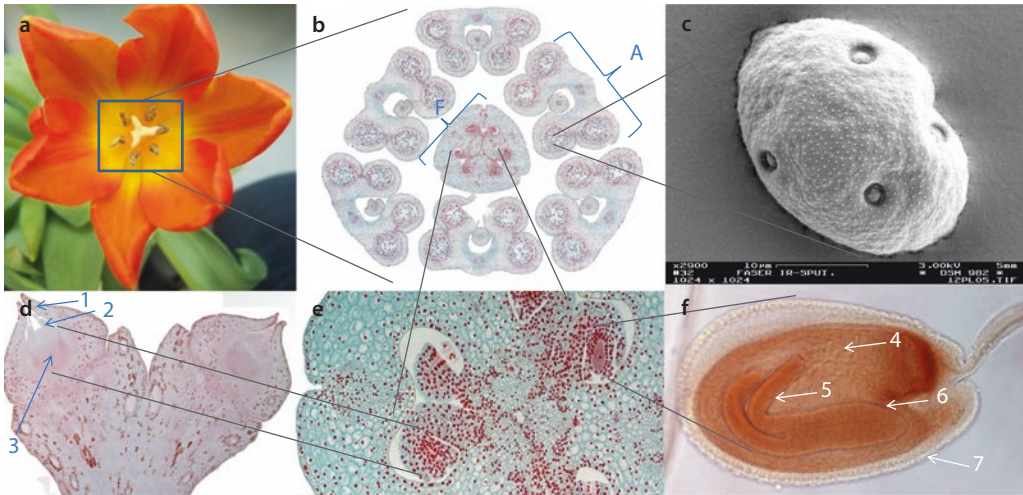 a
b
A
F
c
x2900 10µm 3.00kV 5mm
#32 FASER IR-SPUT. * DSM 982 *
1024 x 1024 12PL05.TIF
d
1
2
3
e
f
4
5
6
7